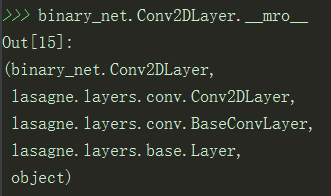 >>> binary_net.Conv2DLayer.__mro__
Out[15]:
(binary_net.Conv2DLayer,
 lasagne.layers.conv.Conv2DLayer,
 lasagne.layers.conv.BaseConvLayer,
 lasagne.layers.base.Layer,
 object)